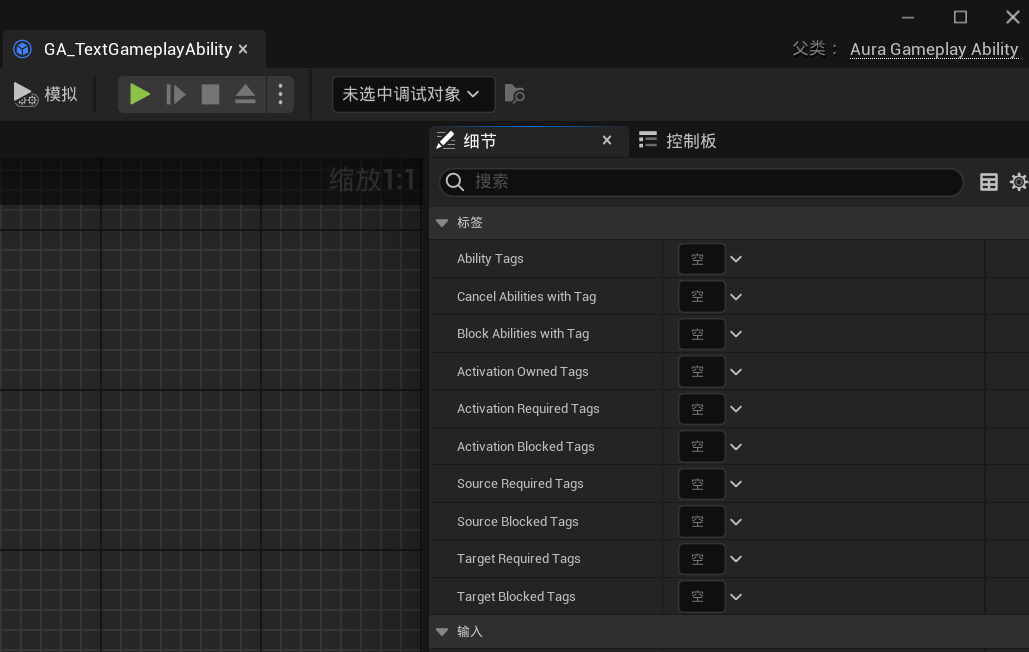 GA_TextGameplayAbility
父类： Aura Gameplay Ability
模拟
未选中调试对象
细节
控制板
缩放1:1
搜索
标签
Ability Tags 空
Cancel Abilities with Tag 空
Block Abilities with Tag 空
Activation Owned Tags 空
Activation Required Tags 空
Activation Blocked Tags 空
Source Required Tags 空
Source Blocked Tags 空
Target Required Tags 空
Target Blocked Tags 空
输入